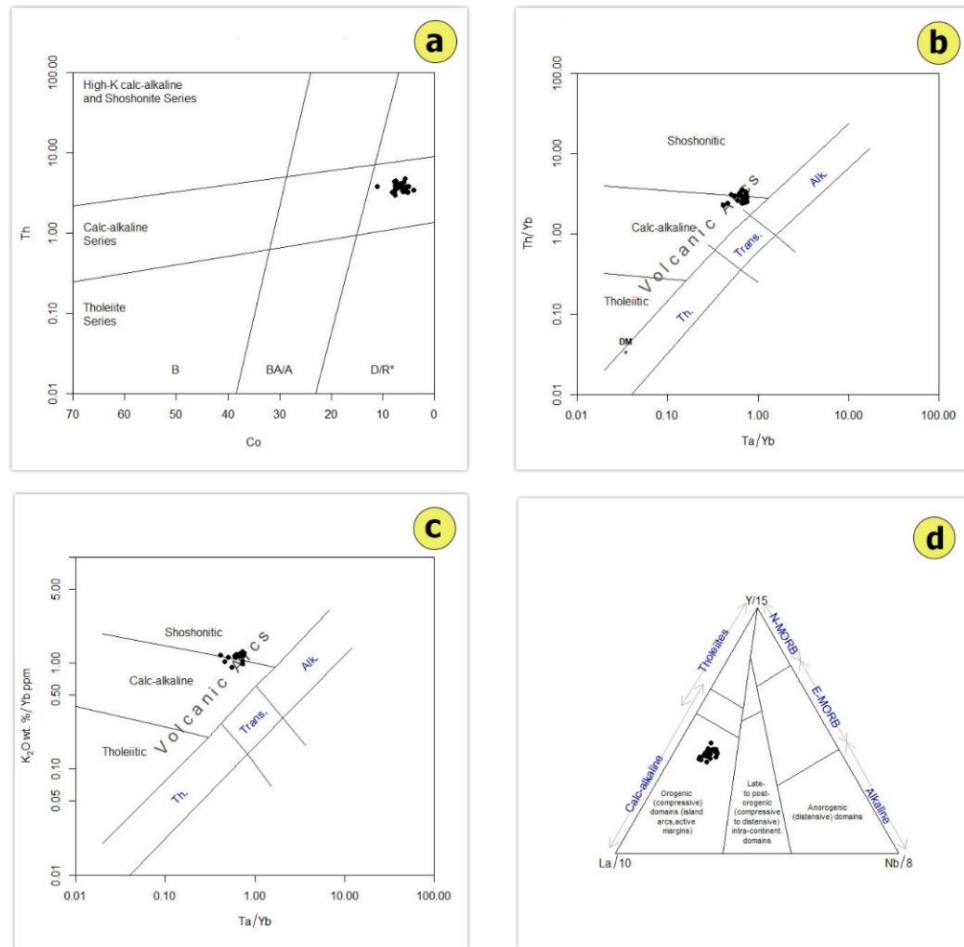 a
100.00
10.00
1.00
0.10
0.01
Th
High-K calc-alkaline
and Shoshonite Series
Calc-alkaline
Series
Tholeiite
Series
B
BA/A
D/R*
70
60
50
40
30
20
10
0
Co
b
100.00
10.00
1.00
0.10
0.01
Th/Yb
Shoshonitic
Calc-alkaline
Tholeiitic
Volcanic Arcs
Alk.
Trans.
Th.
DM
0.01
0.10
1.00
10.00
100.00
Ta/Yb
c
5.00
1.00
0.50
0.10
0.05
0.01
K2O wt. %/Yb ppm
Shoshonitic
Calc-alkaline
Tholeiitic
Volcanic Arcs
Alk.
Trans.
Th.
0.01
0.10
1.00
10.00
100.00
Ta/Yb
d
Y/15
Tholeiites
Calc-alkaline
N-MORB
E-MORB
Alkaline
Orogenic
(compressive)
domains (island
arcs,active
margins)
Late-
to post-
orogenic
(compressive
to distensive)
intra-continent.
domains
Anorogenic
(distensive) domains
La/10
Nb/8